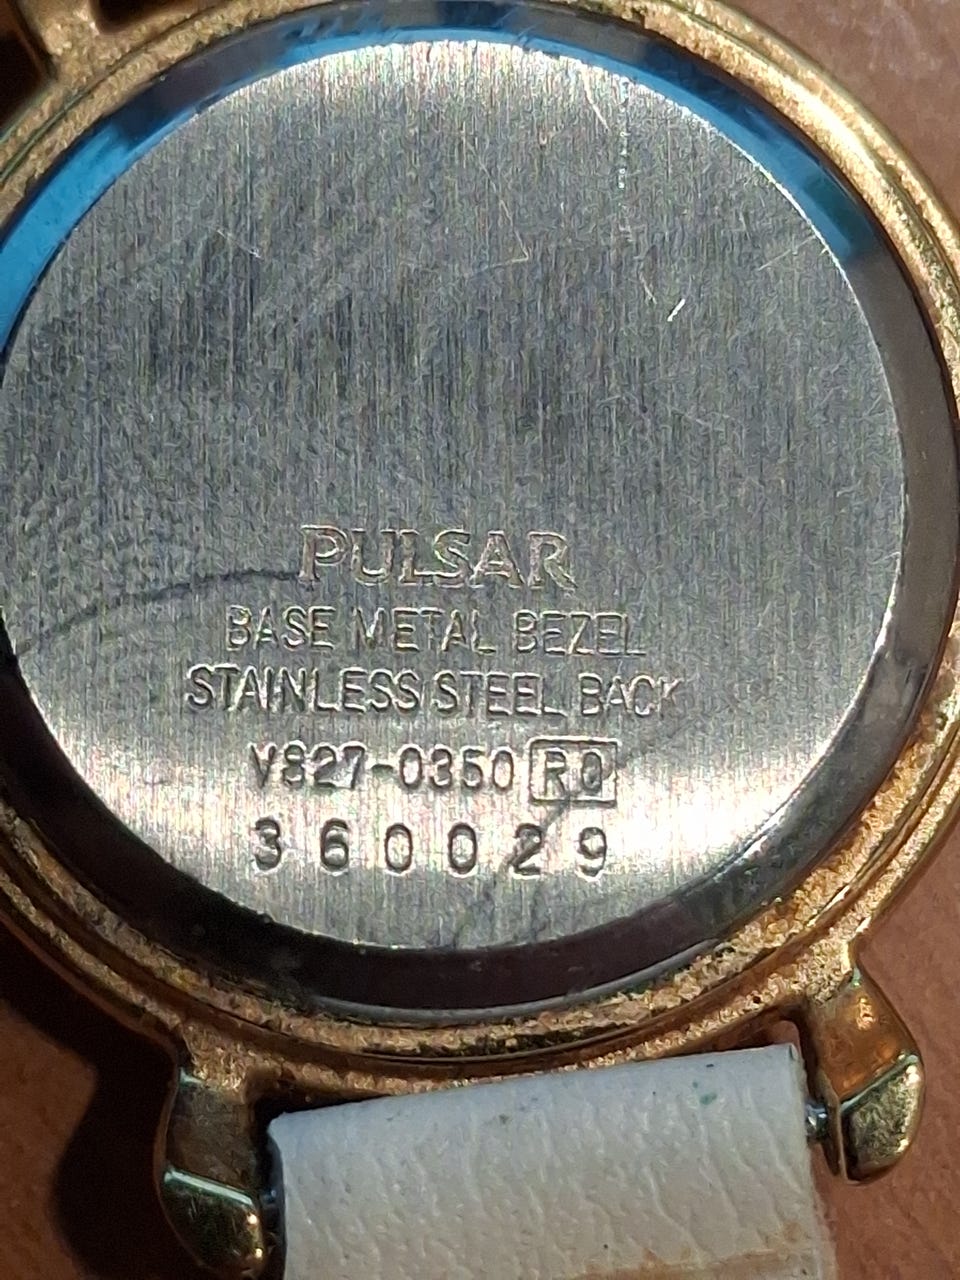 PULSAR
BASE METAL BEZEL
STAINLESS STEEL BACK
V827-0350 R0
360029